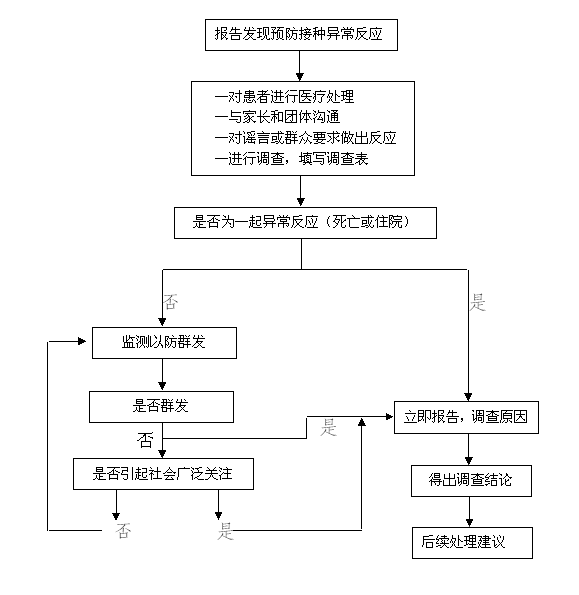 报告发现预防接种异常反应
一对患者进行医疗处理
一与家长和团体沟通
一对谣言或群众要求做出反应
一进行调查，填写调查表
是否为一起异常反应（死亡或住院）
否
是
监测以防群发
是否群发
立即报告，调查原因
否
是
是否引起社会广泛关注
得出调查结论
否
是
后续处理建议